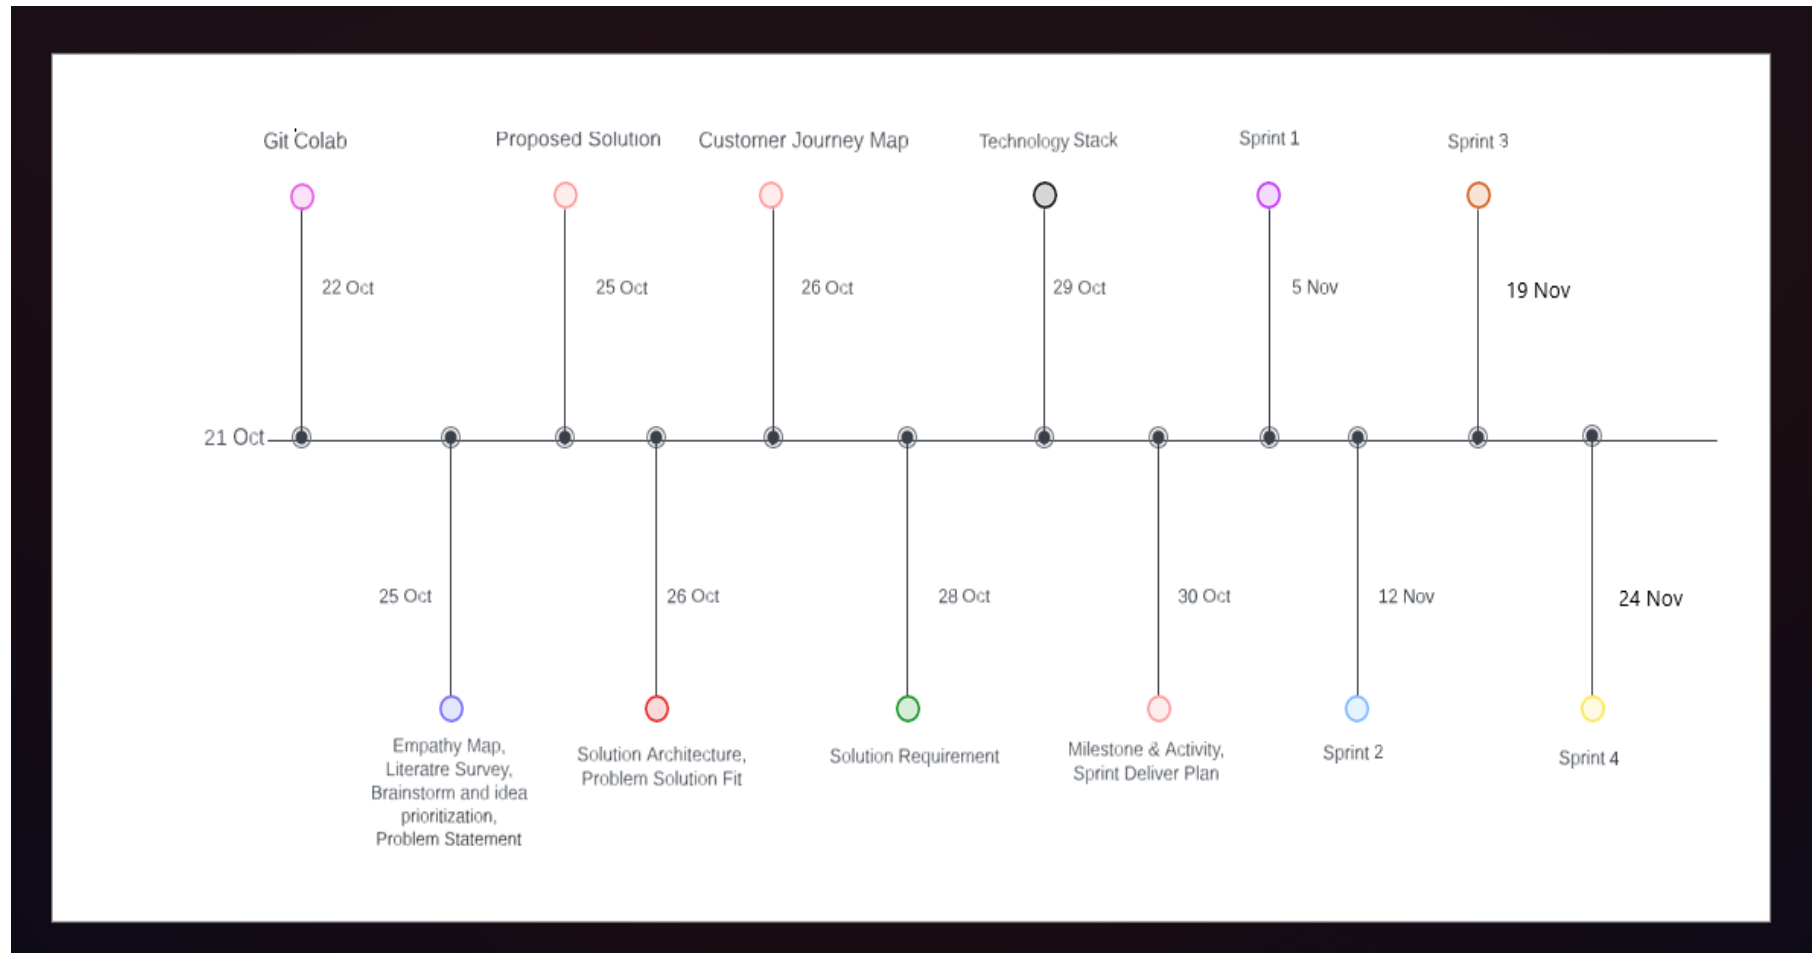 Git Colab
Proposed Solution
Customer Journey Map
Technology Stack
Sprint 1
Sprint 3
22 Oct
25 Oct
26 Oct
29 Oct
5 Nov
19 Nov
21 Oct
25 Oct
26 Oct
28 Oct
30 Oct
12 Nov
24 Nov
Empathy Map,
Literatre Survey,
Brainstorm and idea
prioritization,
Problem Statement
Solution Architecture,
Problem Solution Fit
Solution Requirement
Milestone & Activity,
Sprint Deliver Plan
Sprint 2
Sprint 4